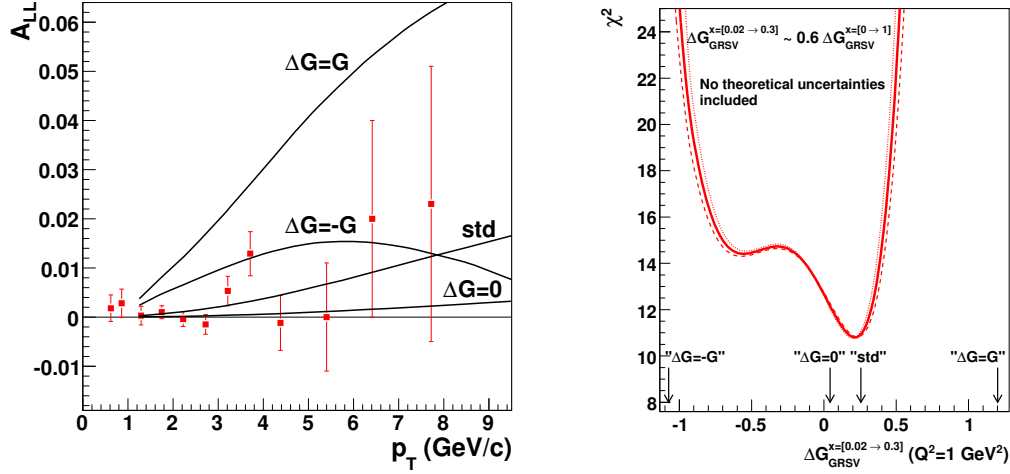 A_LL
0.06
0.05
0.04
0.03
0.02
0.01
0
-0.01
ΔG=G
ΔG=-G
std
ΔG=0
0 1 2 3 4 5 6 7 8 9
p_T (GeV/c)
χ²
24
22
20
18
16
14
12
10
8
ΔG_GRSV^x=[0.02→0.3] ~ 0.6 ΔG_GRSV^x=[0→1]
No theoretical uncertainties
included
"ΔG=-G" "ΔG=0" "std" "ΔG=G"
-1 -0.5 0 0.5 1
ΔG_GRSV^x=[0.02→0.3] (Q²=1 GeV²)